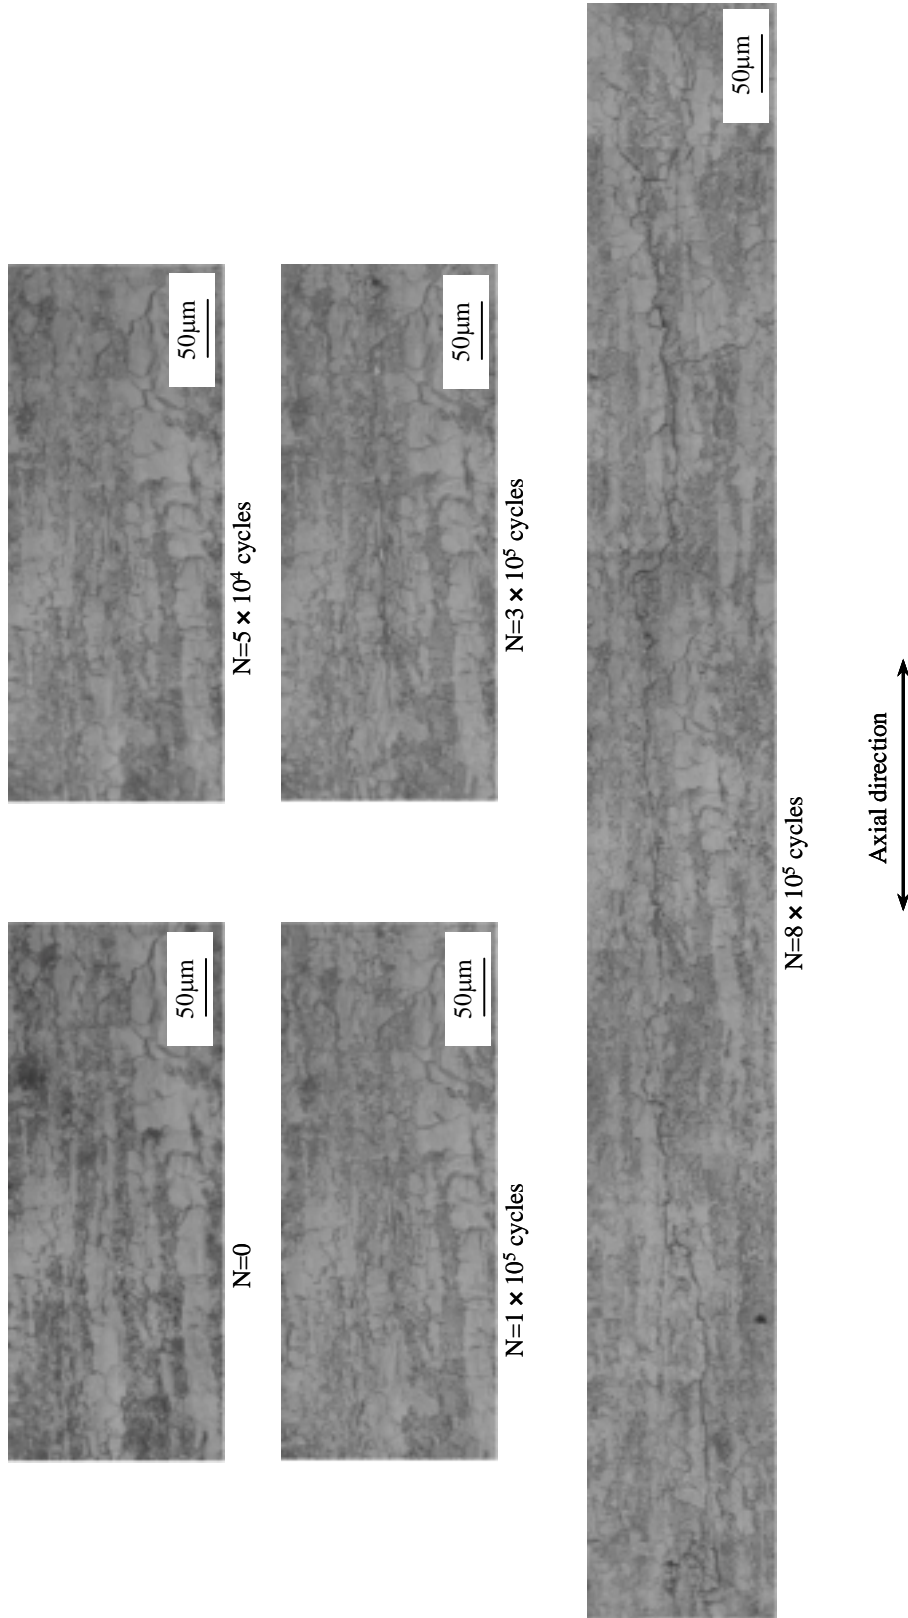 50μm
N=0
50μm
N=5 × 10⁴ cycles
50μm
N=1 × 10⁵ cycles
50μm
N=3 × 10⁵ cycles
50μm
N=8 × 10⁵ cycles
Axial direction